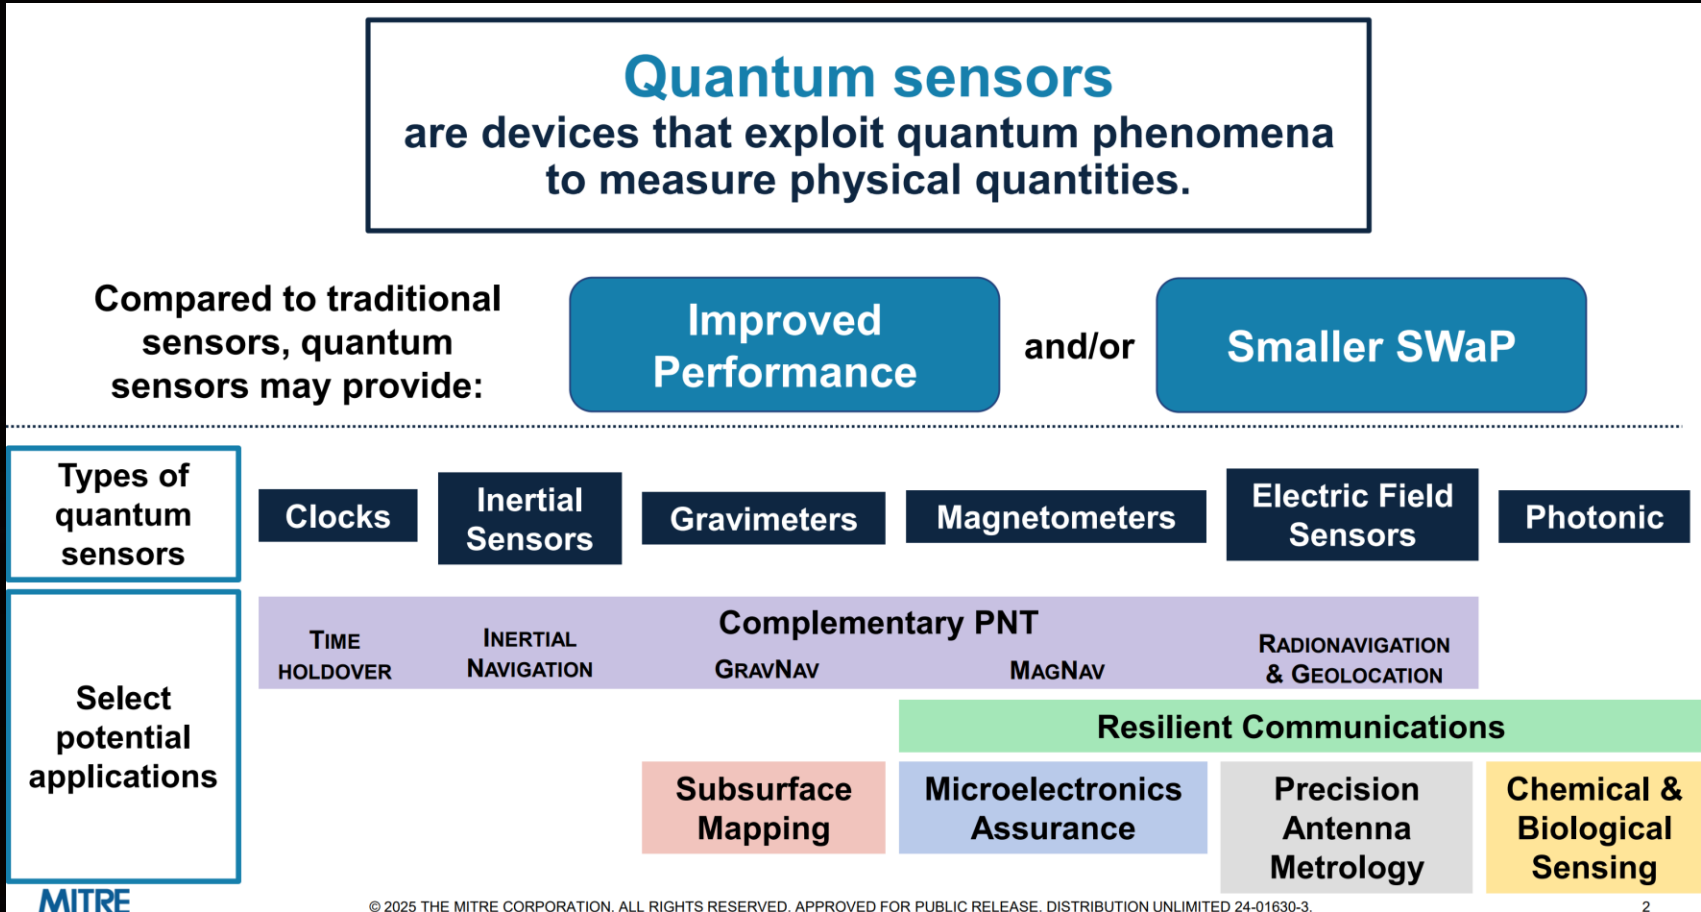 Quantum sensors
are devices that exploit quantum phenomena
to measure physical quantities.
Compared to traditional
sensors, quantum
sensors may provide:
Improved
Performance
and/or
Smaller SWaP
Types of
quantum
sensors
Clocks
Inertial
Sensors
Gravimeters
Magnetometers
Electric Field
Sensors
Photonic
Select
potential
applications
Complementary PNT
TIME
HOLDOVER
INERTIAL
NAVIGATION
GRAVNAV
MAGNAV
RADIONAVIGATION
& GEOLOCATION
Resilient Communications
Subsurface
Mapping
Microelectronics
Assurance
Precision
Antenna
Metrology
Chemical &
Biological
Sensing
MITRE
© 2025 THE MITRE CORPORATION. ALL RIGHTS RESERVED. APPROVED FOR PUBLIC RELEASE. DISTRIBUTION UNLIMITED 24-01630-3.
2